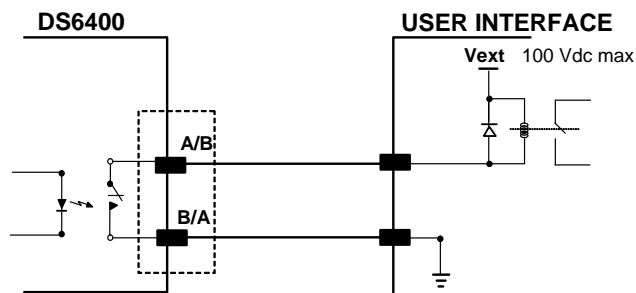 DS6400
USER INTERFACE
Vext 100 Vdc max
A/B
B/A